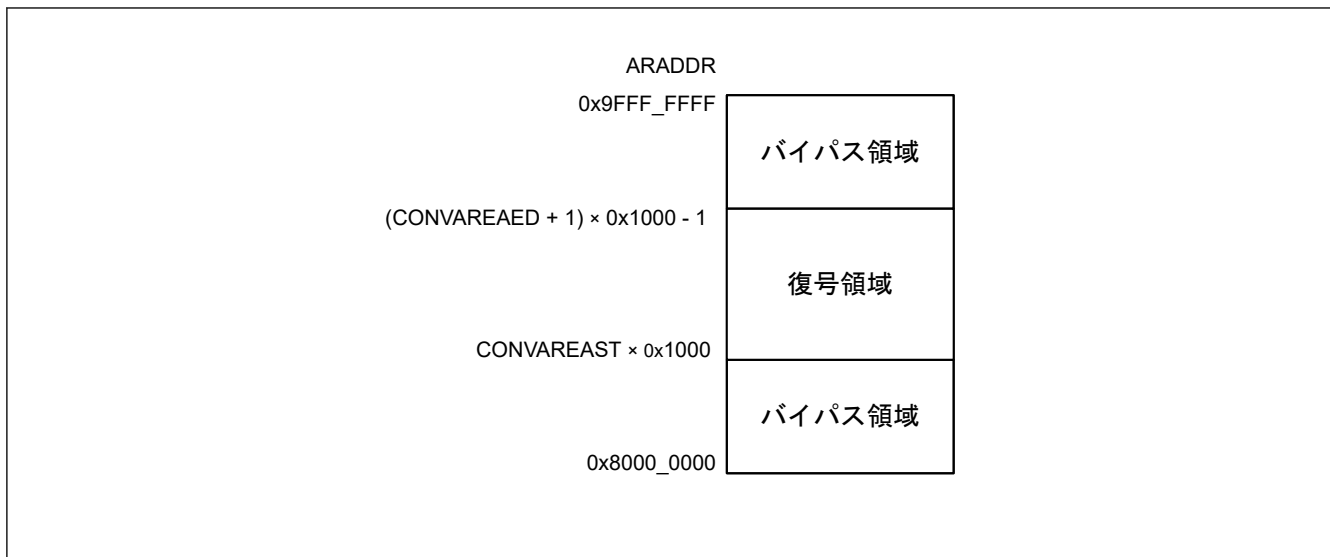 ARADDR
0x9FFF_FFFF
バイパス領域
(CONVAREAED + 1) × 0x1000 - 1
復号領域
CONVAREAST × 0x1000
バイパス領域
0x8000_0000